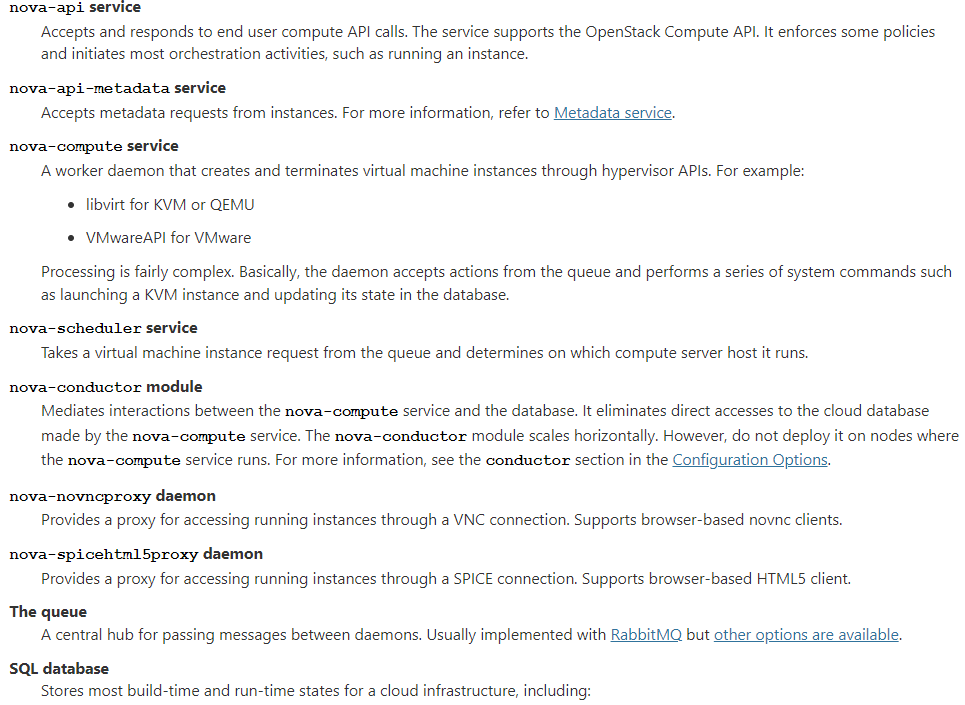 nova-api service
Accepts and responds to end user compute API calls. The service supports the OpenStack Compute API. It enforces some policies
and initiates most orchestration activities, such as running an instance.
nova-api-metadata service
Accepts metadata requests from instances. For more information, refer to Metadata service.
nova-compute service
A worker daemon that creates and terminates virtual machine instances through hypervisor APIs. For example:
• libvirt for KVM or QEMU
• VMwareAPI for VMware
Processing is fairly complex. Basically, the daemon accepts actions from the queue and performs a series of system commands such
as launching a KVM instance and updating its state in the database.
nova-scheduler service
Takes a virtual machine instance request from the queue and determines on which compute server host it runs.
nova-conductor module
Mediates interactions between the nova-compute service and the database. It eliminates direct accesses to the cloud database
made by the nova-compute service. The nova-conductor module scales horizontally. However, do not deploy it on nodes where
the nova-compute service runs. For more information, see the conductor section in the Configuration Options.
nova-novncproxy daemon
Provides a proxy for accessing running instances through a VNC connection. Supports browser-based novnc clients.
nova-spicehtml5proxy daemon
Provides a proxy for accessing running instances through a SPICE connection. Supports browser-based HTML5 client.
The queue
A central hub for passing messages between daemons. Usually implemented with RabbitMQ but other options are available.
SQL database
Stores most build-time and run-time states for a cloud infrastructure, including: